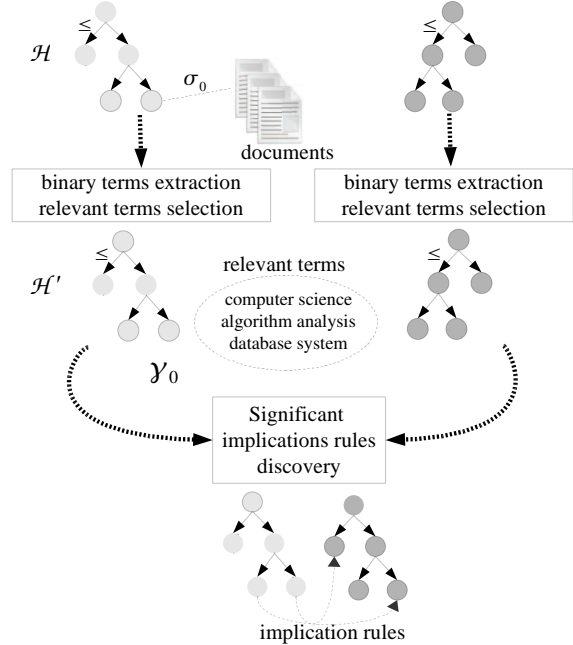 ≤
≤
ℋ
σ₀
documents
binary terms extraction
relevant terms selection
binary terms extraction
relevant terms selection
≤
≤
relevant terms
ℋ'
computer science
algorithm analysis
database system
𝒴₀
Significant
implications rules
discovery
implication rules